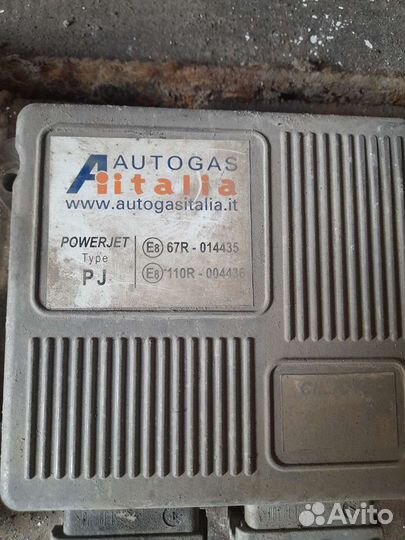 AUTOGAS
italia
www.autogasitalia.it
POWERJET
Type
PJ
E8 67R - 014435
E8 110R - 004436
Avito